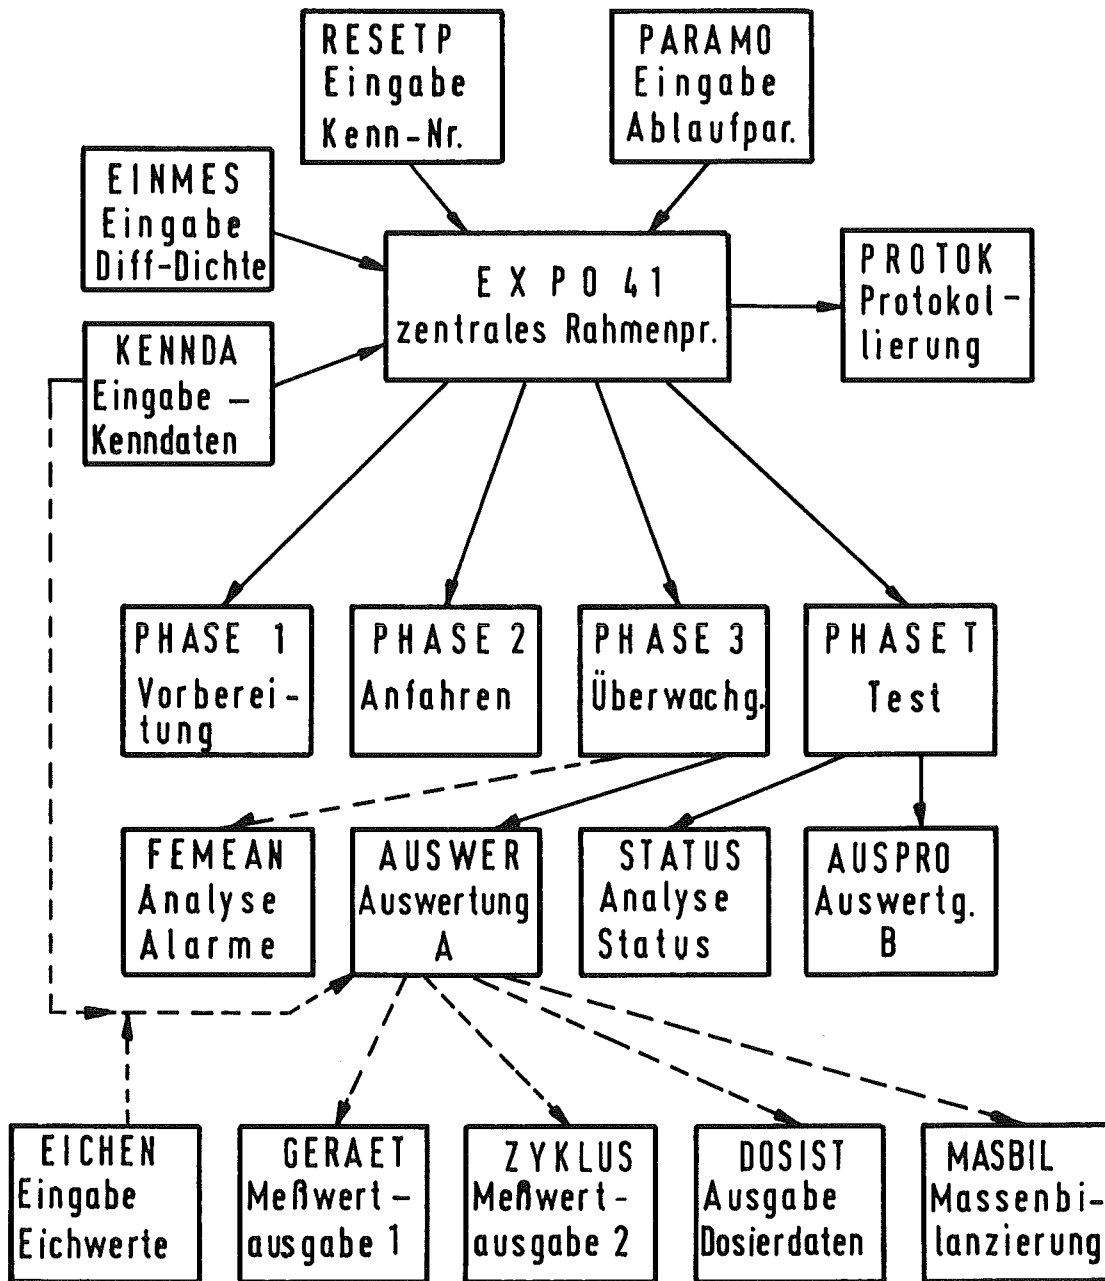 RESETP
Eingabe
Kenn-Nr.
PARAMO
Eingabe
Ablaufpar.
EINMES
Eingabe
Diff-Dichte
EXPO 41
zentrales Rahmenpr.
PROTOK
Protokol-
lierung
KENNDA
Eingabe -
Kenndaten
PHASE 1
Vorberei-
tung
PHASE 2
Anfahren
PHASE 3
Überwachg.
PHASE T
Test
FEMEAN
Analyse
Alarme
AUSWER
Auswertung
A
STATUS
Analyse
Status
AUSPRO
Auswertg.
B
EICHEN
Eingabe
Eichwerte
GERAET
Meßwert-
ausgabe 1
ZYKLUS
Meßwert-
ausgabe 2
DOSIST
Ausgabe
Dosierdaten
MASBIL
Massenbi-
lanzierung